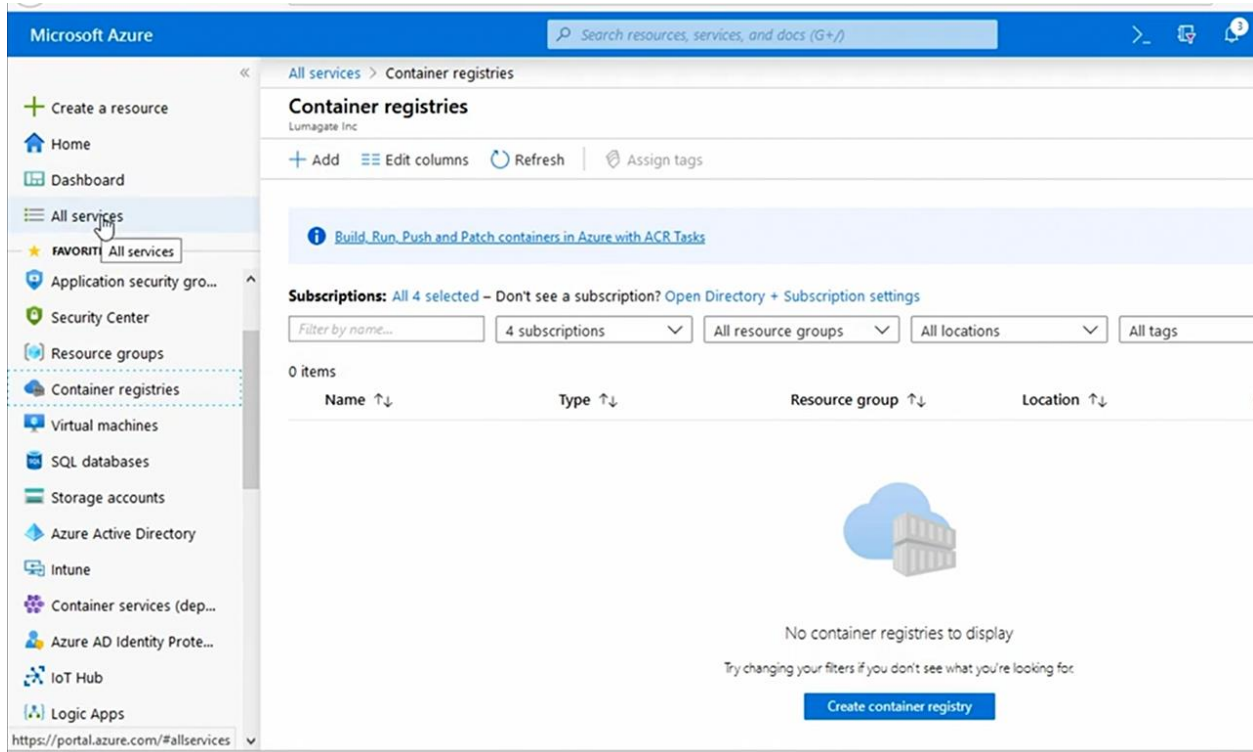 Microsoft Azure
Search resources, services, and docs (G+/)
3
All services > Container registries
Create a resource
Home
Dashboard
All services
FAVORIT
All services
Application security gro...
Security Center
Resource groups
Container registries
Virtual machines
SQL databases
Storage accounts
Azure Active Directory
Intune
Container services (dep...
Azure AD Identity Prote...
IoT Hub
Logic Apps
https://portal.azure.com/#allservices
Container registries
Lumagate Inc
Add Edit columns Refresh Assign tags
Build, Run, Push and Patch containers in Azure with ACR Tasks
Subscriptions: All 4 selected – Don't see a subscription? Open Directory + Subscription settings
Filter by name... 4 subscriptions All resource groups All locations All tags
0 items
Name ↑↓ Type ↑↓ Resource group ↑↓ Location ↑↓
No container registries to display
Try changing your filters if you don't see what you're looking for.
Create container registry